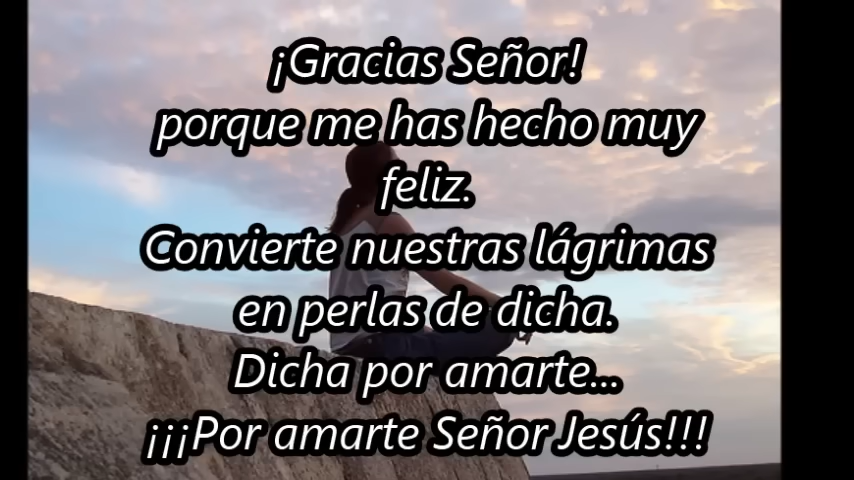 ¡Gracias Señor!
porque me has hecho muy
feliz.
Convierte nuestras lágrimas
en perlas de dicha.
Dicha por amarte...
¡¡¡Por amarte Señor Jesús!!!